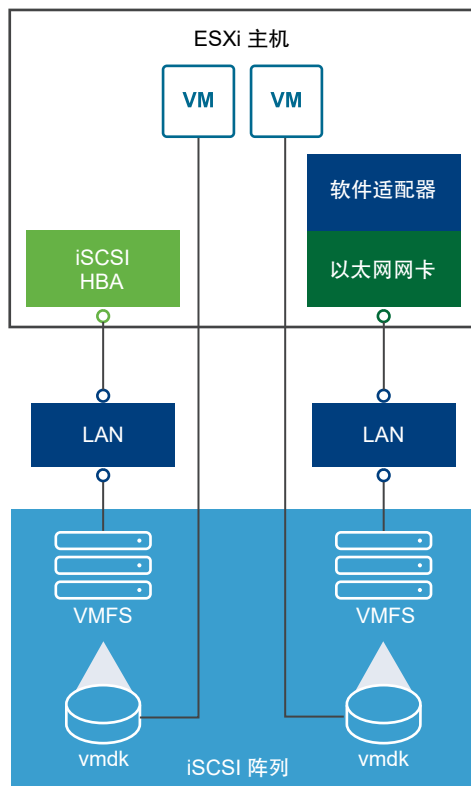 ESXi 主机
VM
VM
软件适配器
iSCSI
HBA
以太网网卡
LAN
LAN
VMFS
VMFS
vmdk
vmdk
iSCSI 阵列